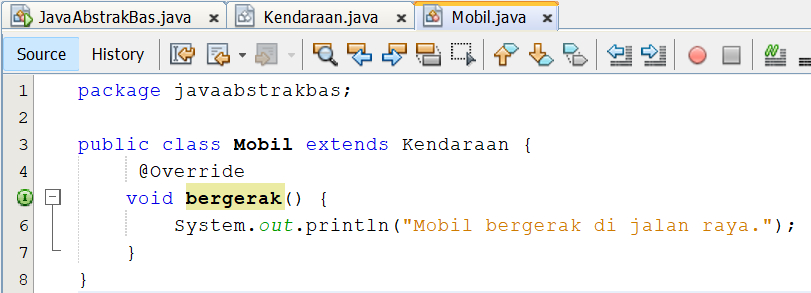 JavaAbstrakBas.java Kendaraan.java Mobil.java
Source History
1 package javaabstrakbas;
2
3 public class Mobil extends Kendaraan {
4 @Override
void bergerak() {
6 System.out.println("Mobil bergerak di jalan raya.");
7 }
8 }